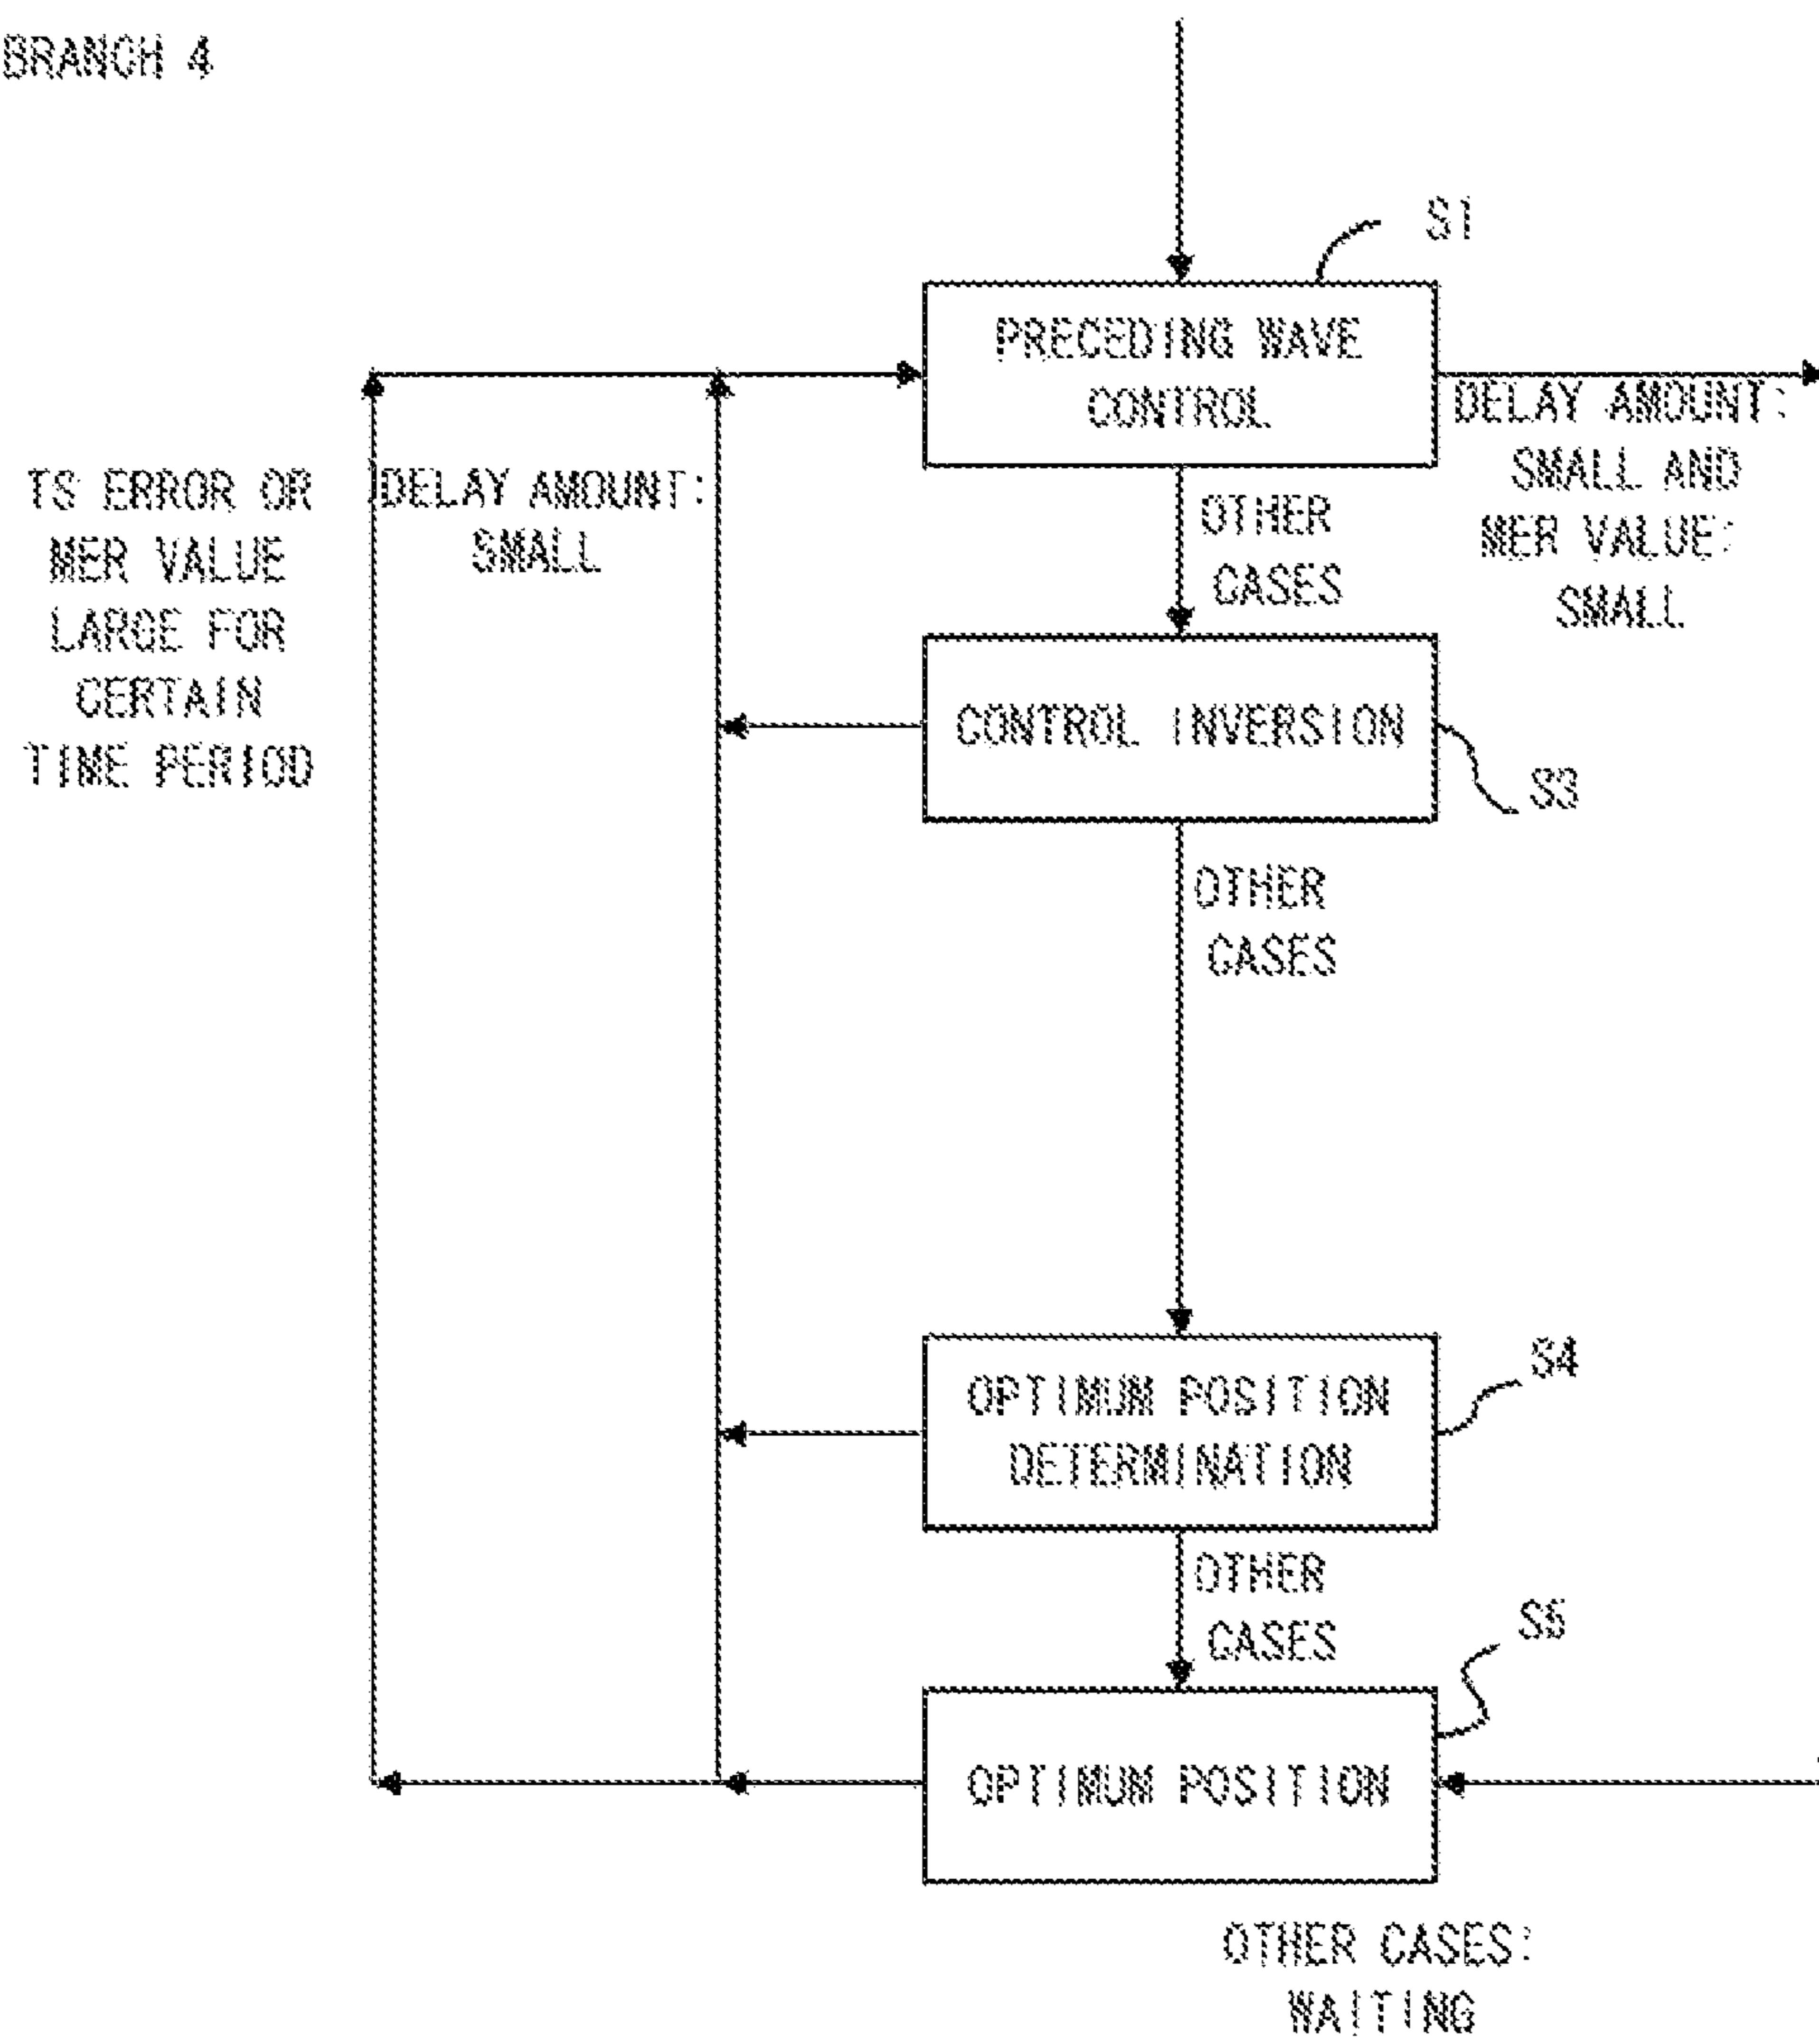 BRANCH 4
S1
PRECEDING WAVE
CONTROL
DELAY AMOUNT:
SMALL AND
MER VALUE:
SMALL
TS ERROR OR
MER VALUE
LARGE FOR
CERTAIN
TIME PERIOD
DELAY AMOUNT:
SMALL
OTHER
CASES
CONTROL INVERSION
S3
OTHER
CASES
S4
OPTIMUM POSITION
DETERMINATION
OTHER
CASES
S5
OPTIMUM POSITION
OTHER CASES:
WAITING